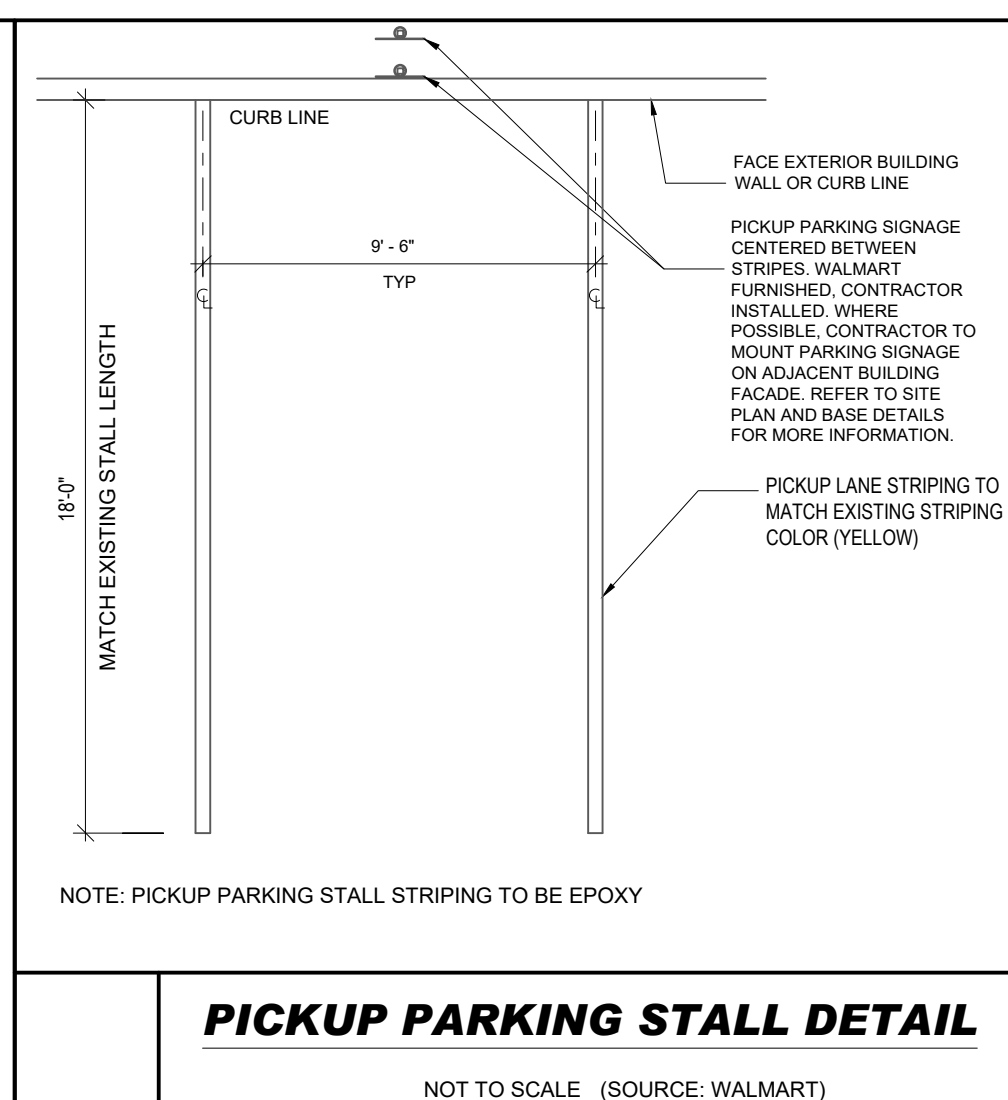 CURB LINE
FACE EXTERIOR BUILDING
WALL OR CURB LINE
9' - 6"
TYP
℄
℄
PICKUP PARKING SIGNAGE
CENTERED BETWEEN
STRIPES. WALMART
FURNISHED, CONTRACTOR
INSTALLED. WHERE
POSSIBLE, CONTRACTOR TO
MOUNT PARKING SIGNAGE
ON ADJACENT BUILDING
FACADE. REFER TO SITE
PLAN AND BASE DETAILS
FOR MORE INFORMATION.
18'-0"
MATCH EXISTING STALL LENGTH
PICKUP LANE STRIPING TO
MATCH EXISTING STRIPING
COLOR (YELLOW)
NOTE: PICKUP PARKING STALL STRIPING TO BE EPOXY
PICKUP PARKING STALL DETAIL
NOT TO SCALE (SOURCE: WALMART)